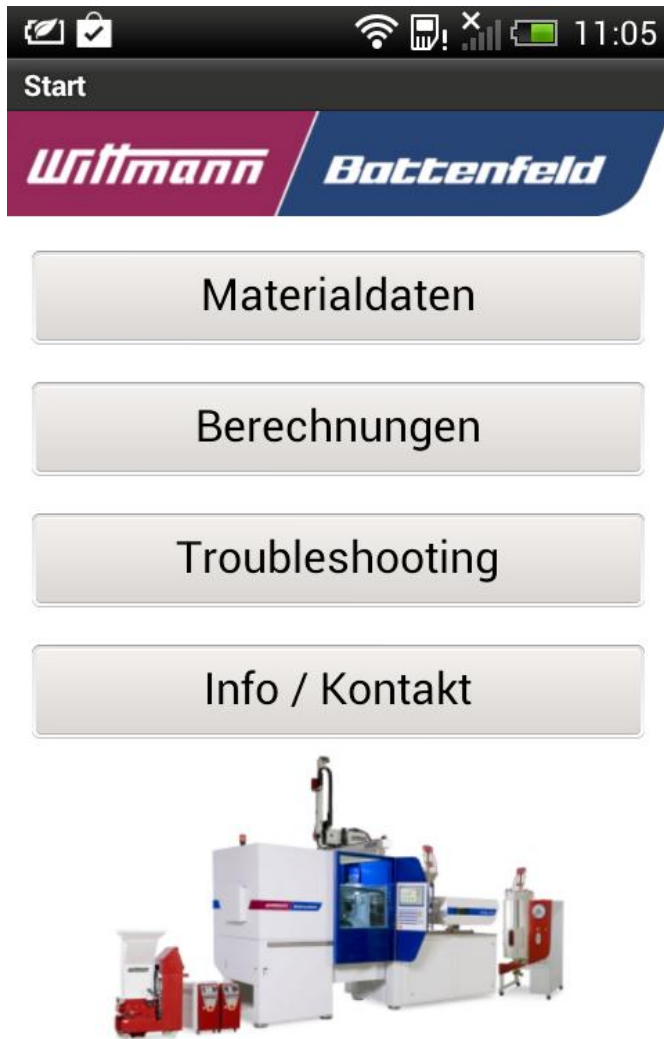 11:05
Start
Wittmann Battenfeld
Materialdaten
Berechnungen
Troubleshooting
Info / Kontakt